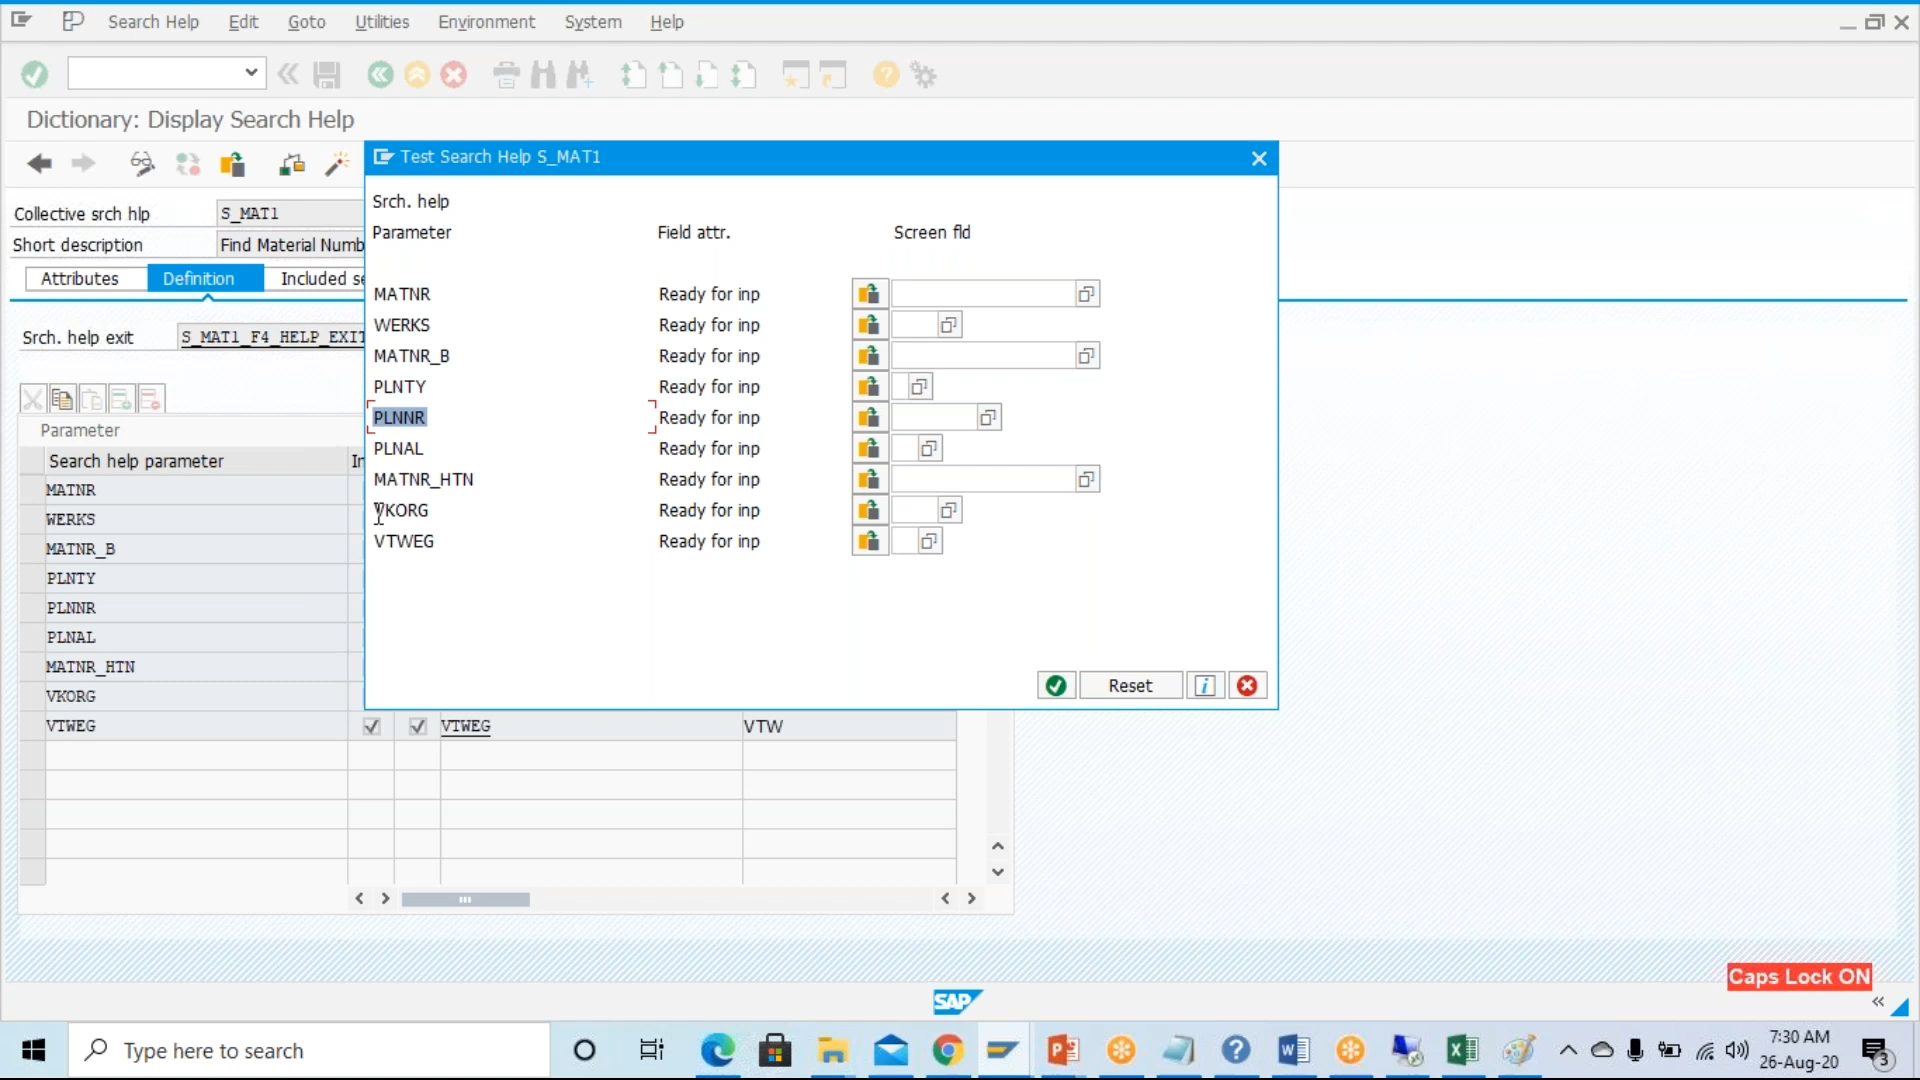 Search Help Edit Goto Utilities Environment System Help
Dictionary: Display Search Help
Test Search Help S_MAT1
Collective srch hlp S_MAT1
Short description Find Material Numb
Attributes Definition Included se
Srch. help exit S_MAT1_F4_HELP_EXIT
Parameter
Search help parameter
MATNR
WERKS
MATNR_B
PLNTY
PLNNR
PLNAL
MATNR_HTN
VKORG
VTWEG VTWEG VTW
Srch. help
Parameter Field attr. Screen fld
MATNR Ready for inp
WERKS Ready for inp
MATNR_B Ready for inp
PLNTY Ready for inp
PLNNR Ready for inp
PLNAL Ready for inp
MATNR_HTN Ready for inp
VKORG Ready for inp
VTWEG Ready for inp
Reset
Caps Lock ON
SAP
Type here to search
7:30 AM
26-Aug-20
3